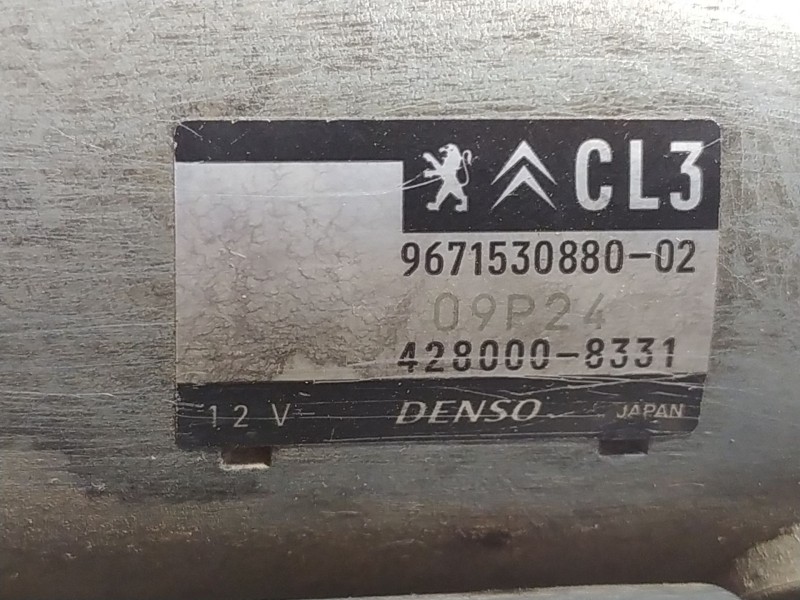 CL3
9671530880-02
09P24
428000-8331
12V DENSO JAPAN